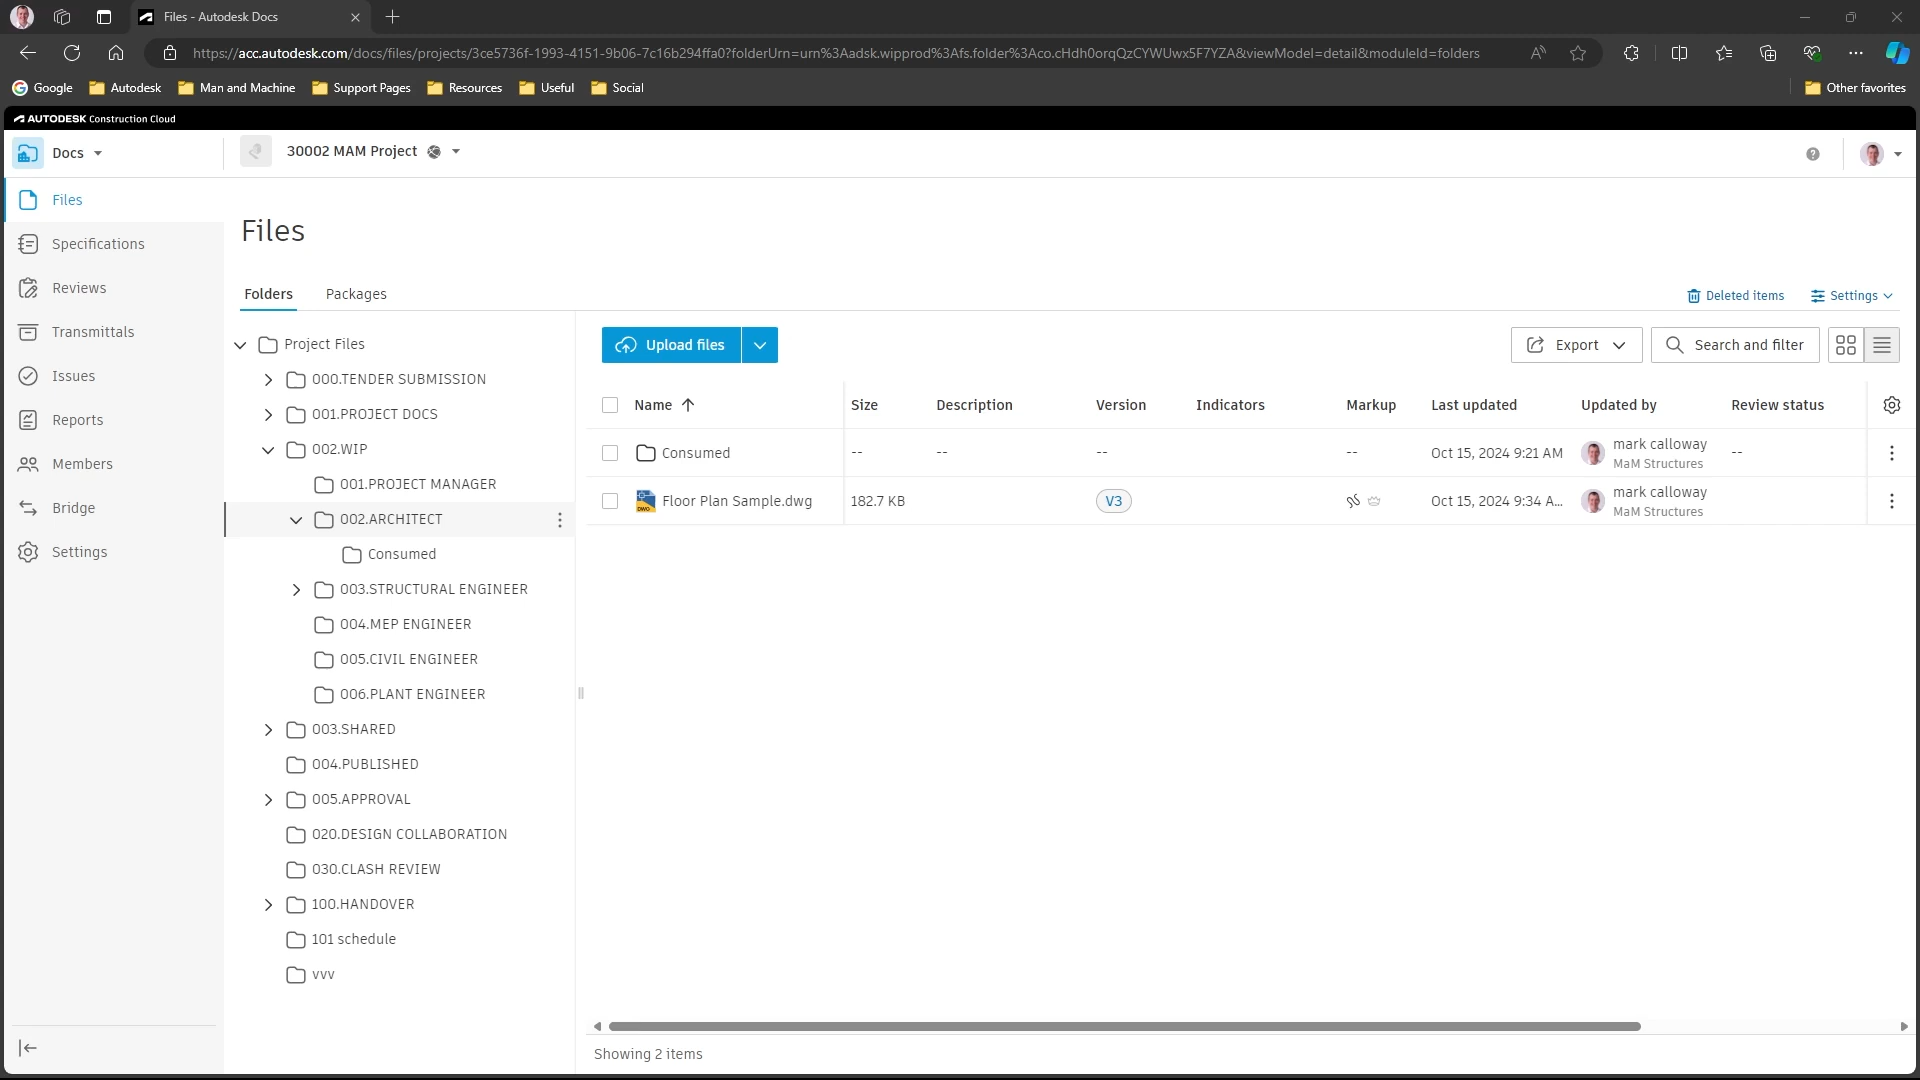 Files - Autodesk Docs
https://acc.autodesk.com/docs/files/projects/3ce5736f-1993-4151-9b06-7c16b294ffa0?folderUrn=urn%3Aadsk.wipprod%3Afs.folder%3Aco.cHdh0orqQzCYWUwx5F7YZA&viewModel=detail&moduleId=folders
Google Autodesk Man and Machine Support Pages Resources Useful Social Other favorites
AUTODESK Construction Cloud
Docs 30002 MAM Project
Files
Specifications
Reviews
Transmittals
Issues
Reports
Members
Bridge
Settings
Files
Folders Packages Deleted items Settings
Project Files
000.TENDER SUBMISSION
001.PROJECT DOCS
002.WIP
001.PROJECT MANAGER
002.ARCHITECT
Consumed
003.STRUCTURAL ENGINEER
004.MEP ENGINEER
005.CIVIL ENGINEER
006.PLANT ENGINEER
003.SHARED
004.PUBLISHED
005.APPROVAL
020.DESIGN COLLABORATION
030.CLASH REVIEW
100.HANDOVER
101 schedule
vvv
Upload files Export Search and filter
Name Size Description Version Indicators Markup Last updated Updated by Review status
Consumed -- -- -- -- Oct 15, 2024 9:21 AM mark calloway --
MaM Structures
DWG Floor Plan Sample.dwg 182.7 KB V3 Oct 15, 2024 9:34 A... mark calloway
MaM Structures
Showing 2 items